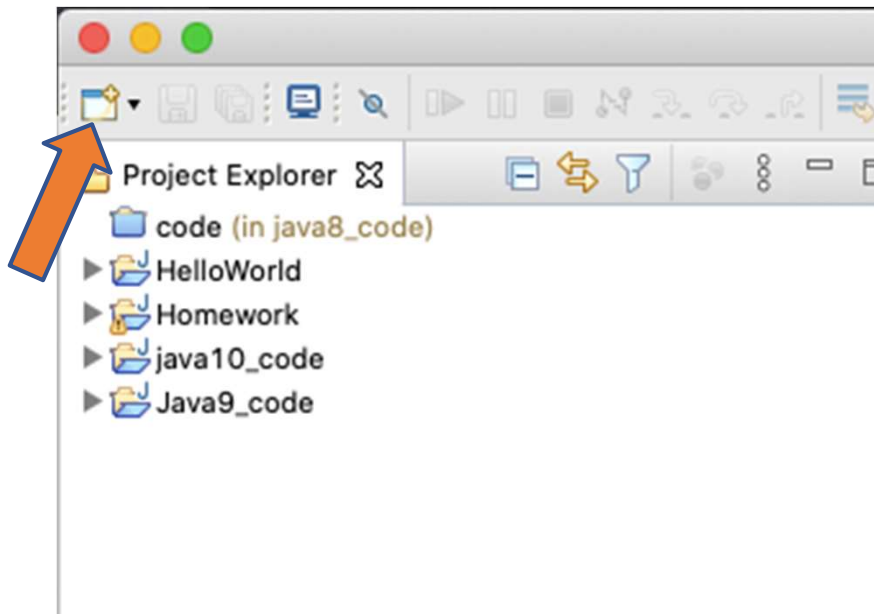 Project Explorer
code (in java8_code)
HelloWorld
Homework
java10_code
Java9_code